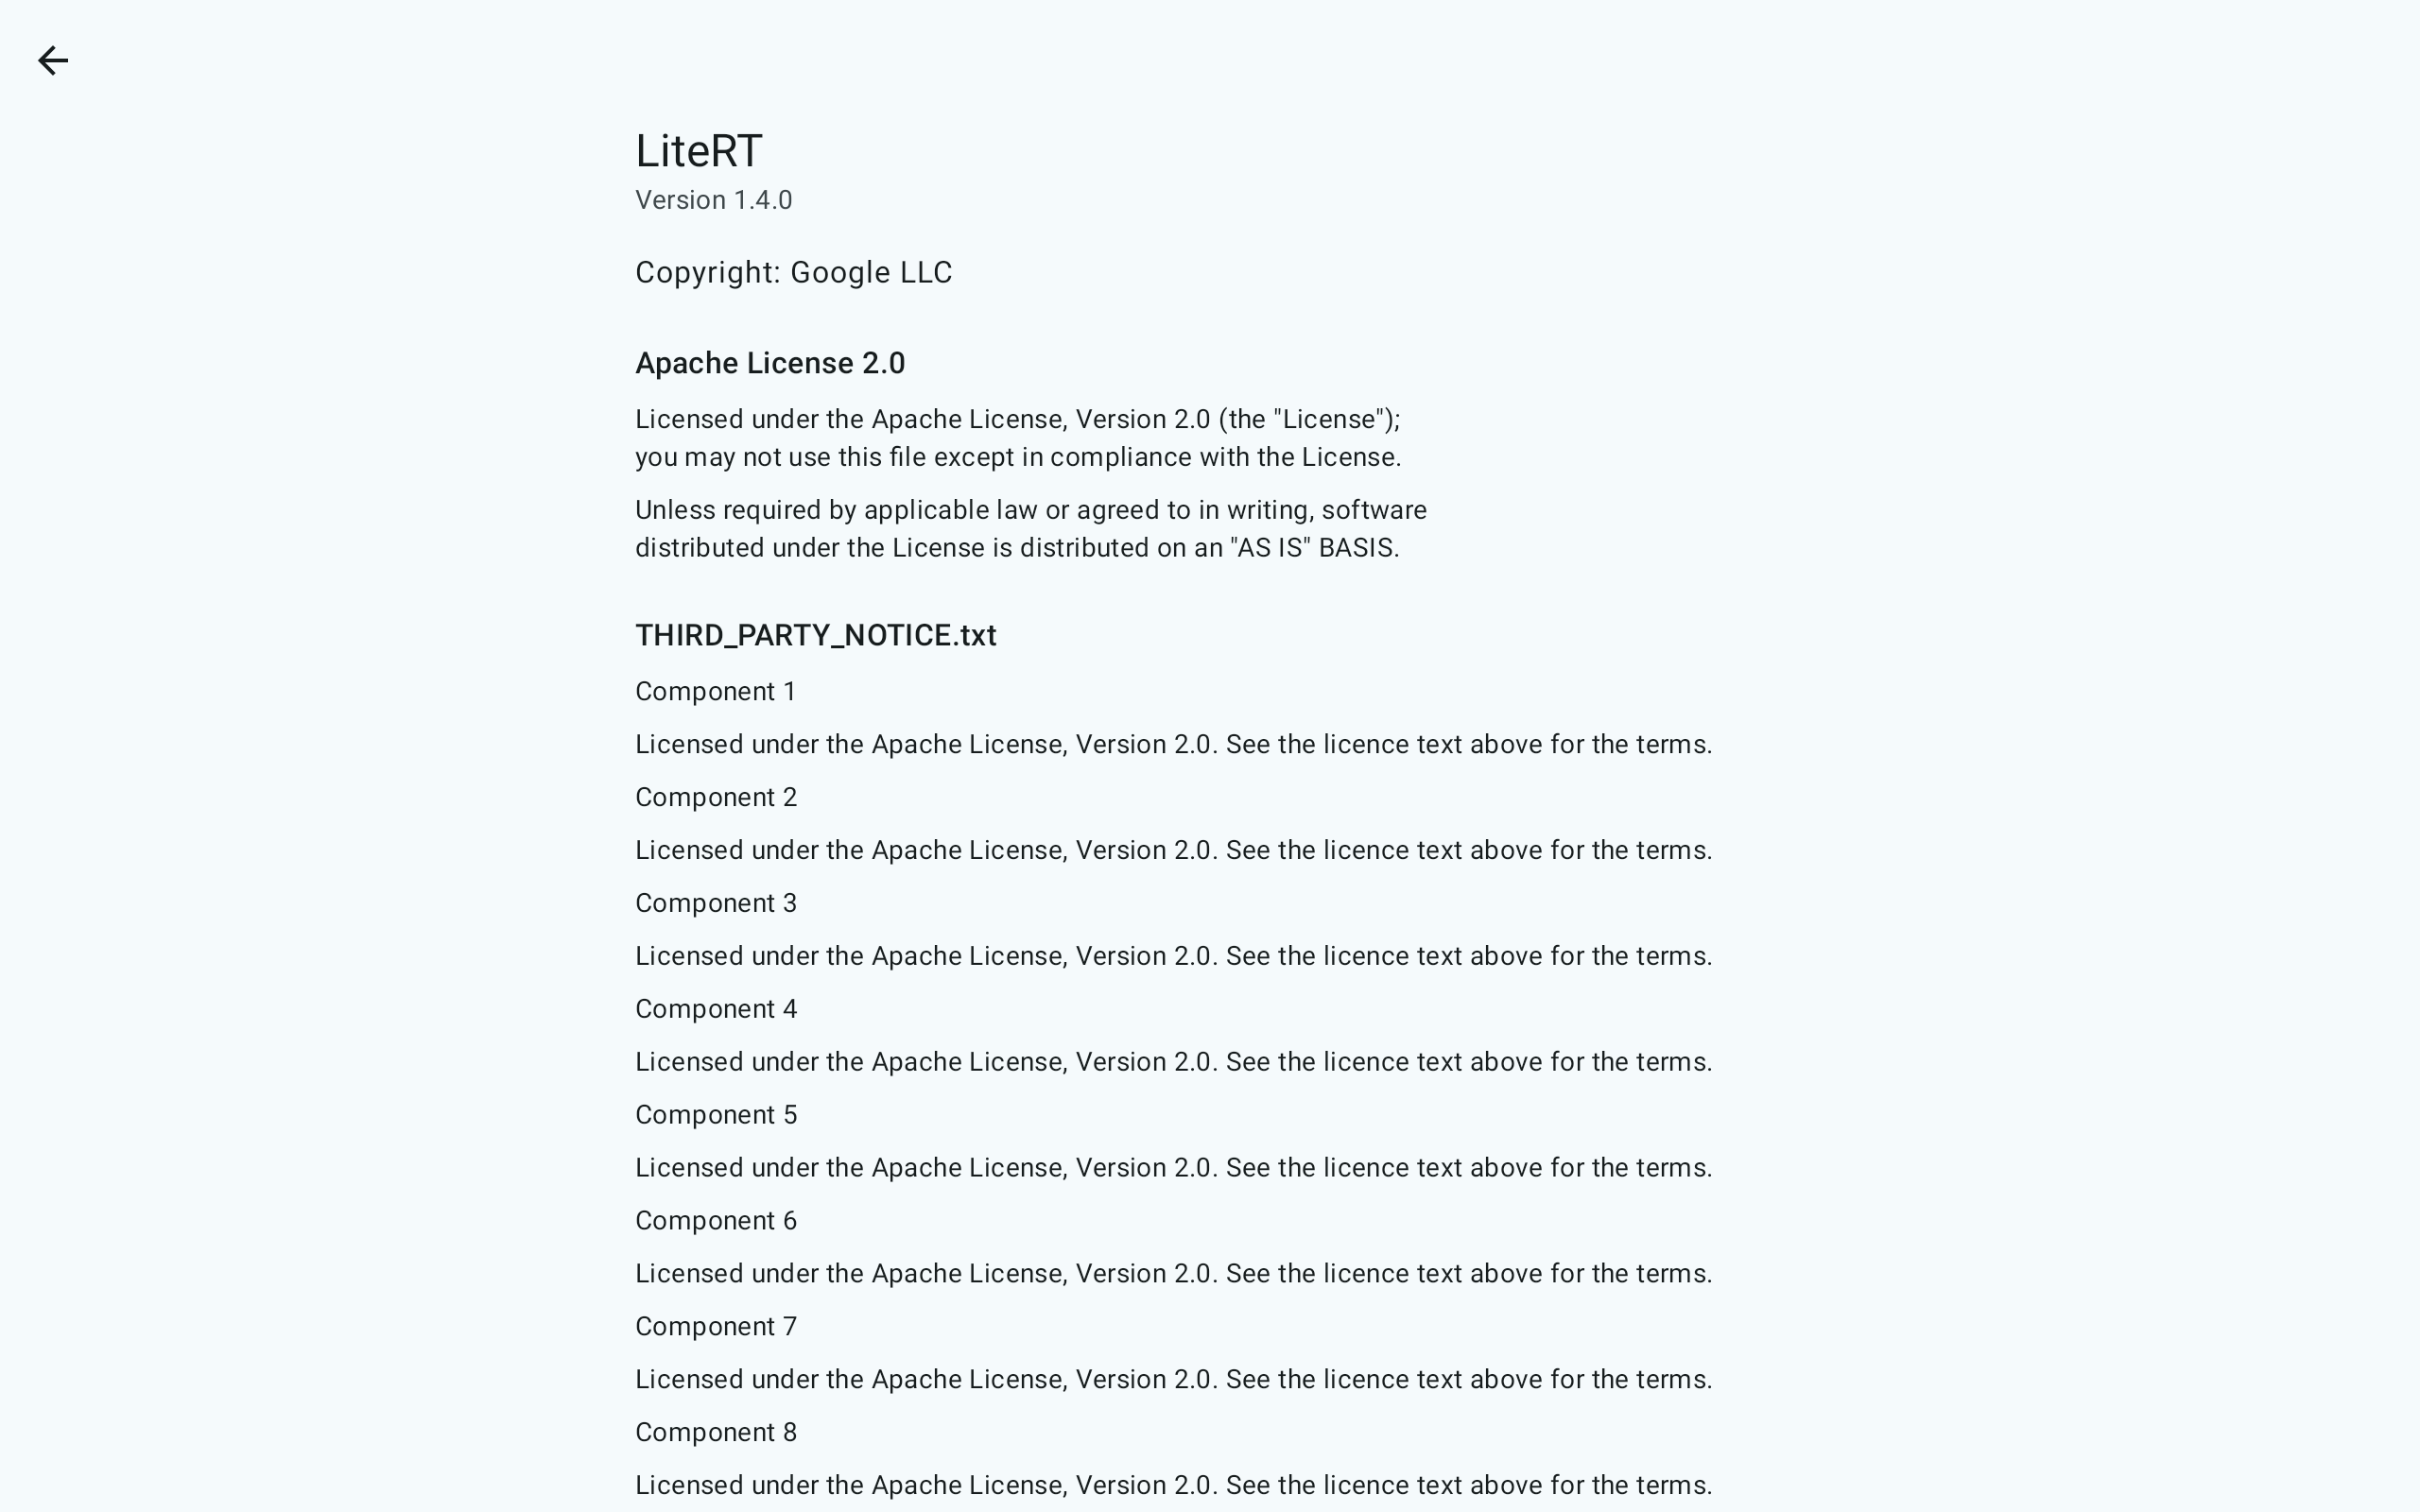 LiteRT
Version 1.4.0
Copyright: Google LLC
Apache License 2.0
Licensed under the Apache License, Version 2.0 (the "License");
you may not use this file except in compliance with the License.
Unless required by applicable law or agreed to in writing, software
distributed under the License is distributed on an "AS IS" BASIS.
THIRD_PARTY_NOTICE.txt
Component 1
Licensed under the Apache License, Version 2.0. See the licence text above for the terms.
Component 2
Licensed under the Apache License, Version 2.0. See the licence text above for the terms.
Component 3
Licensed under the Apache License, Version 2.0. See the licence text above for the terms.
Component 4
Licensed under the Apache License, Version 2.0. See the licence text above for the terms.
Component 5
Licensed under the Apache License, Version 2.0. See the licence text above for the terms.
Component 6
Licensed under the Apache License, Version 2.0. See the licence text above for the terms.
Component 7
Licensed under the Apache License, Version 2.0. See the licence text above for the terms.
Component 8
Licensed under the Apache License, Version 2.0. See the licence text above for the terms.